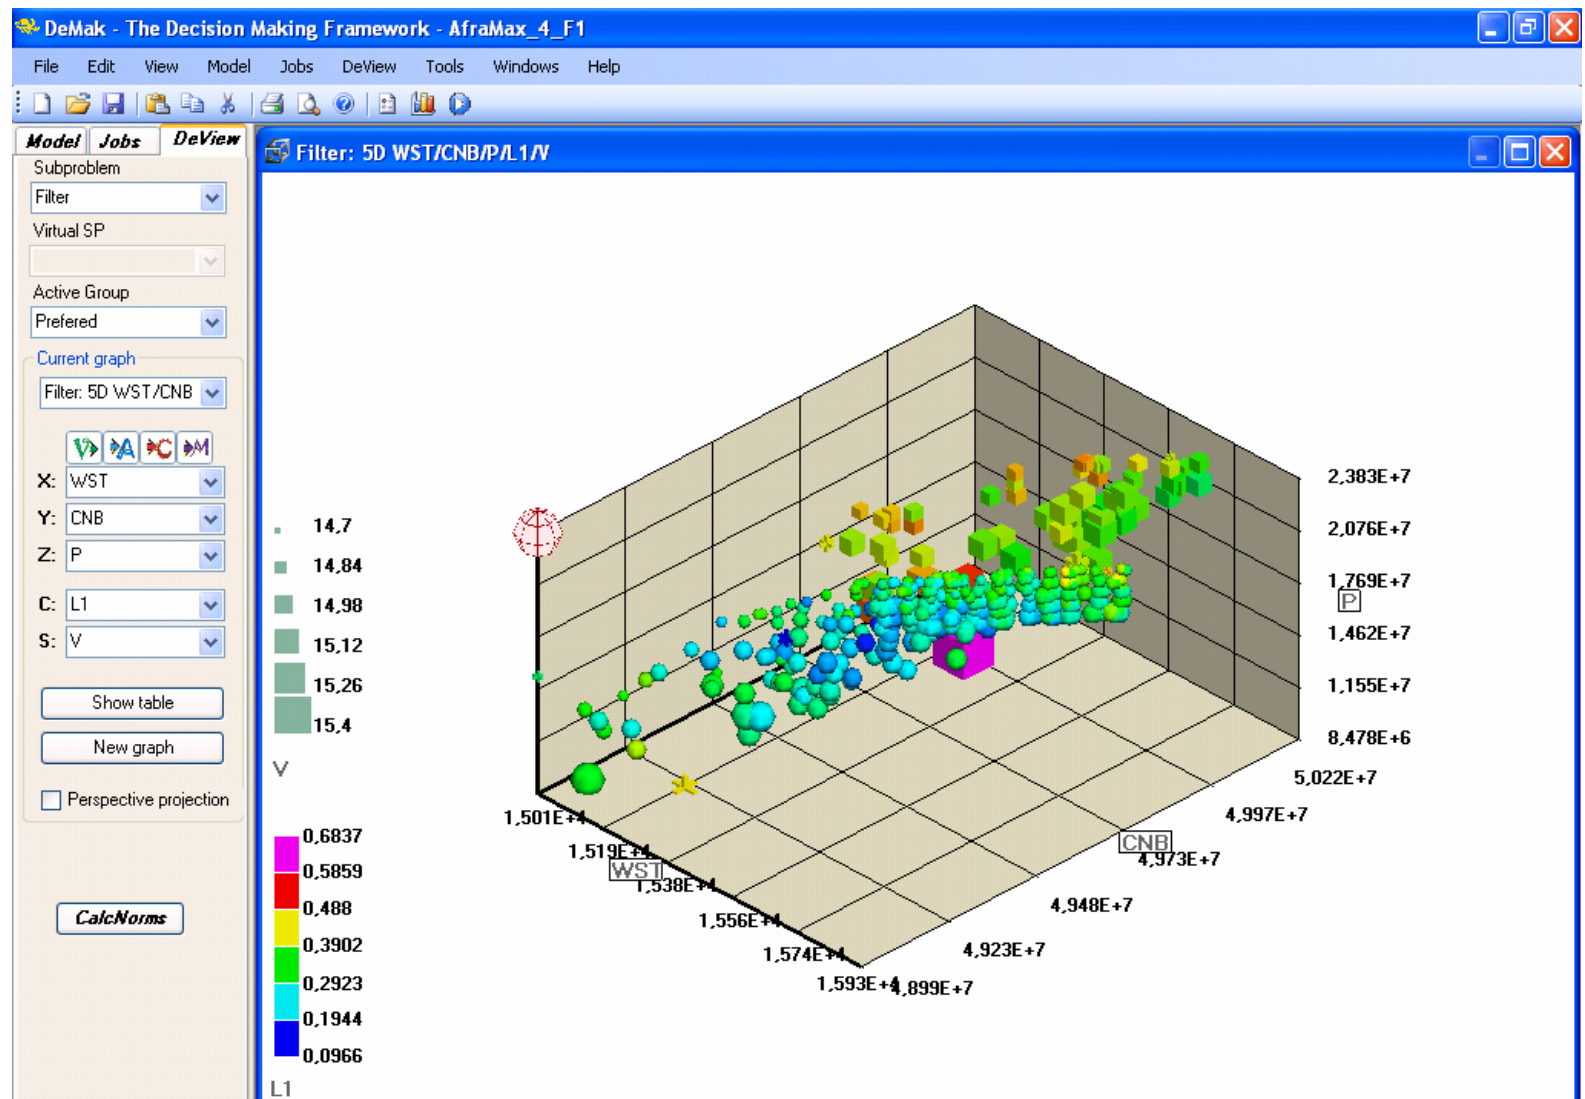 DeMak - The Decision Making Framework - AfraMax_4_F1
File Edit View Model Jobs DeView Tools Windows Help
Model Jobs DeView
Filter: 5D WST/CNB/P/L1/V
Subproblem
Filter
Virtual SP
Active Group
Prefered
Current graph
Filter: 5D WST/CNB
V A C M
X: WST
Y: CNB
Z: P
C: L1
S: V
Show table
New graph
Perspective projection
CalcNorms
14,7
14,84
14,98
15,12
15,26
15,4
V
0,6837
0,5859
0,488
0,3902
0,2923
0,1944
0,0966
L1
2,383E+7
2,076E+7
1,769E+7
P
1,462E+7
1,155E+7
8,478E+6
5,022E+7
4,997E+7
CNB
4,973E+7
4,948E+7
4,923E+7
4,899E+7
1,501E+4
1,519E+4
WST
1,538E+4
1,556E+4
1,574E+4
1,593E+4